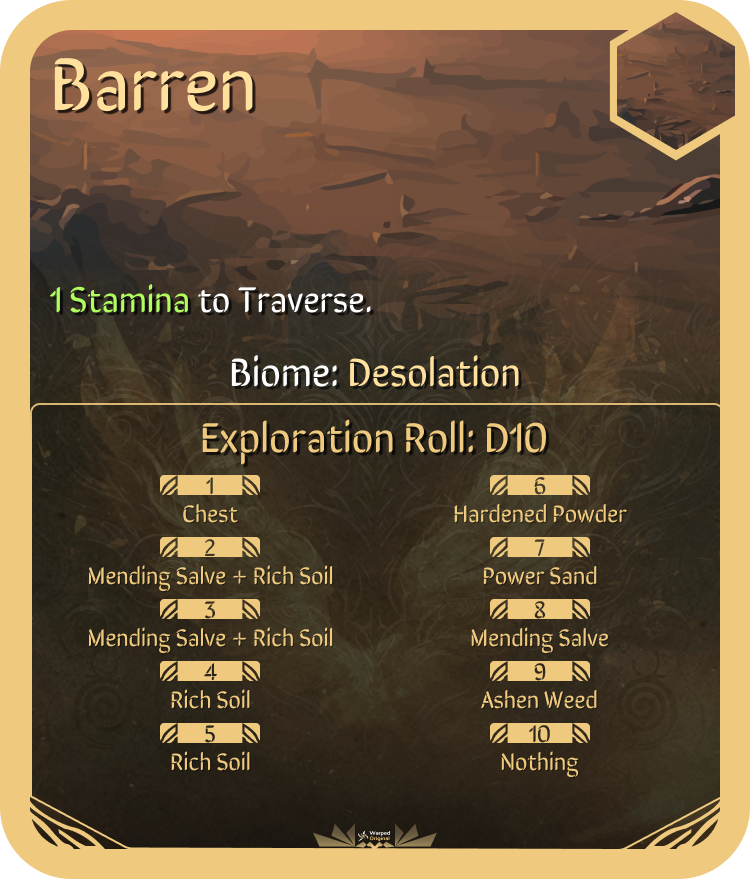 Barren
1 Stamina to Traverse.
Biome: Desolation
Exploration Roll: D10
1
Chest
2
Mending Salve + Rich Soil
3
Mending Salve + Rich Soil
4
Rich Soil
5
Rich Soil
6
Hardened Powder
7
Power Sand
8
Mending Salve
9
Ashen Weed
10
Nothing
Warped
Original